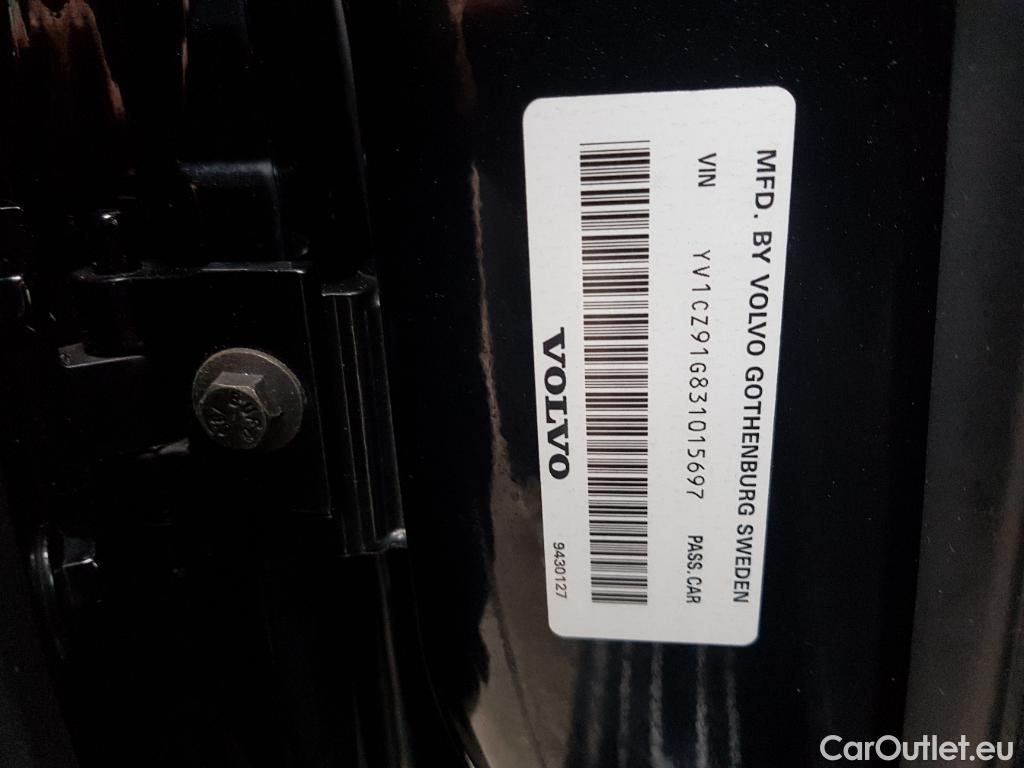 MFD. BY VOLVO GOTHENBURG SWEDEN
VIN YV1CZ91G831015697 PASS.CAR
VOLVO 9430127
CarOutlet.eu